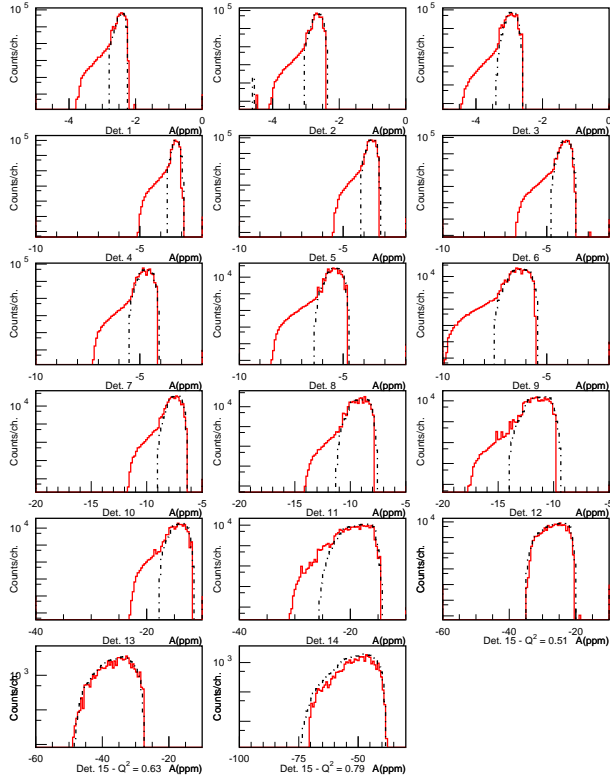 10^5
10^5
10^5
Counts/ch.
Counts/ch.
Counts/ch.
-4 -2 0
-4 -2 0
-4 -2 0
Det. 1 A(ppm)
Det. 2 A(ppm)
Det. 3 A(ppm)
10^5
10^5
10^5
Counts/ch.
Counts/ch.
Counts/ch.
-10 -5
-10 -5
-10 -5
Det. 4 A(ppm)
Det. 5 A(ppm)
Det. 6 A(ppm)
10^5
10^4
10^4
Counts/ch.
Counts/ch.
Counts/ch.
-10 -5
-10 -5
-10 -5
Det. 7 A(ppm)
Det. 8 A(ppm)
Det. 9 A(ppm)
10^4
10^4
10^4
Counts/ch.
Counts/ch.
Counts/ch.
-20 -15 -10 -5
-20 -15 -10 -5
-20 -15 -10 -5
Det. 10 A(ppm)
Det. 11 A(ppm)
Det. 12 A(ppm)
10^4
10^4
10^4
Counts/ch.
Counts/ch.
Counts/ch.
-40 -20
-40 -20
-60 -40 -20
Det. 13 A(ppm)
Det. 14 A(ppm)
Det. 15 - Q^2 = 0.51 A(ppm)
10^3
10^3
Counts/ch.
Counts/ch.
-60 -40 -20
-100 -75 -50
Det. 15 - Q^2 = 0.63 A(ppm)
Det. 15 - Q^2 = 0.79 A(ppm)